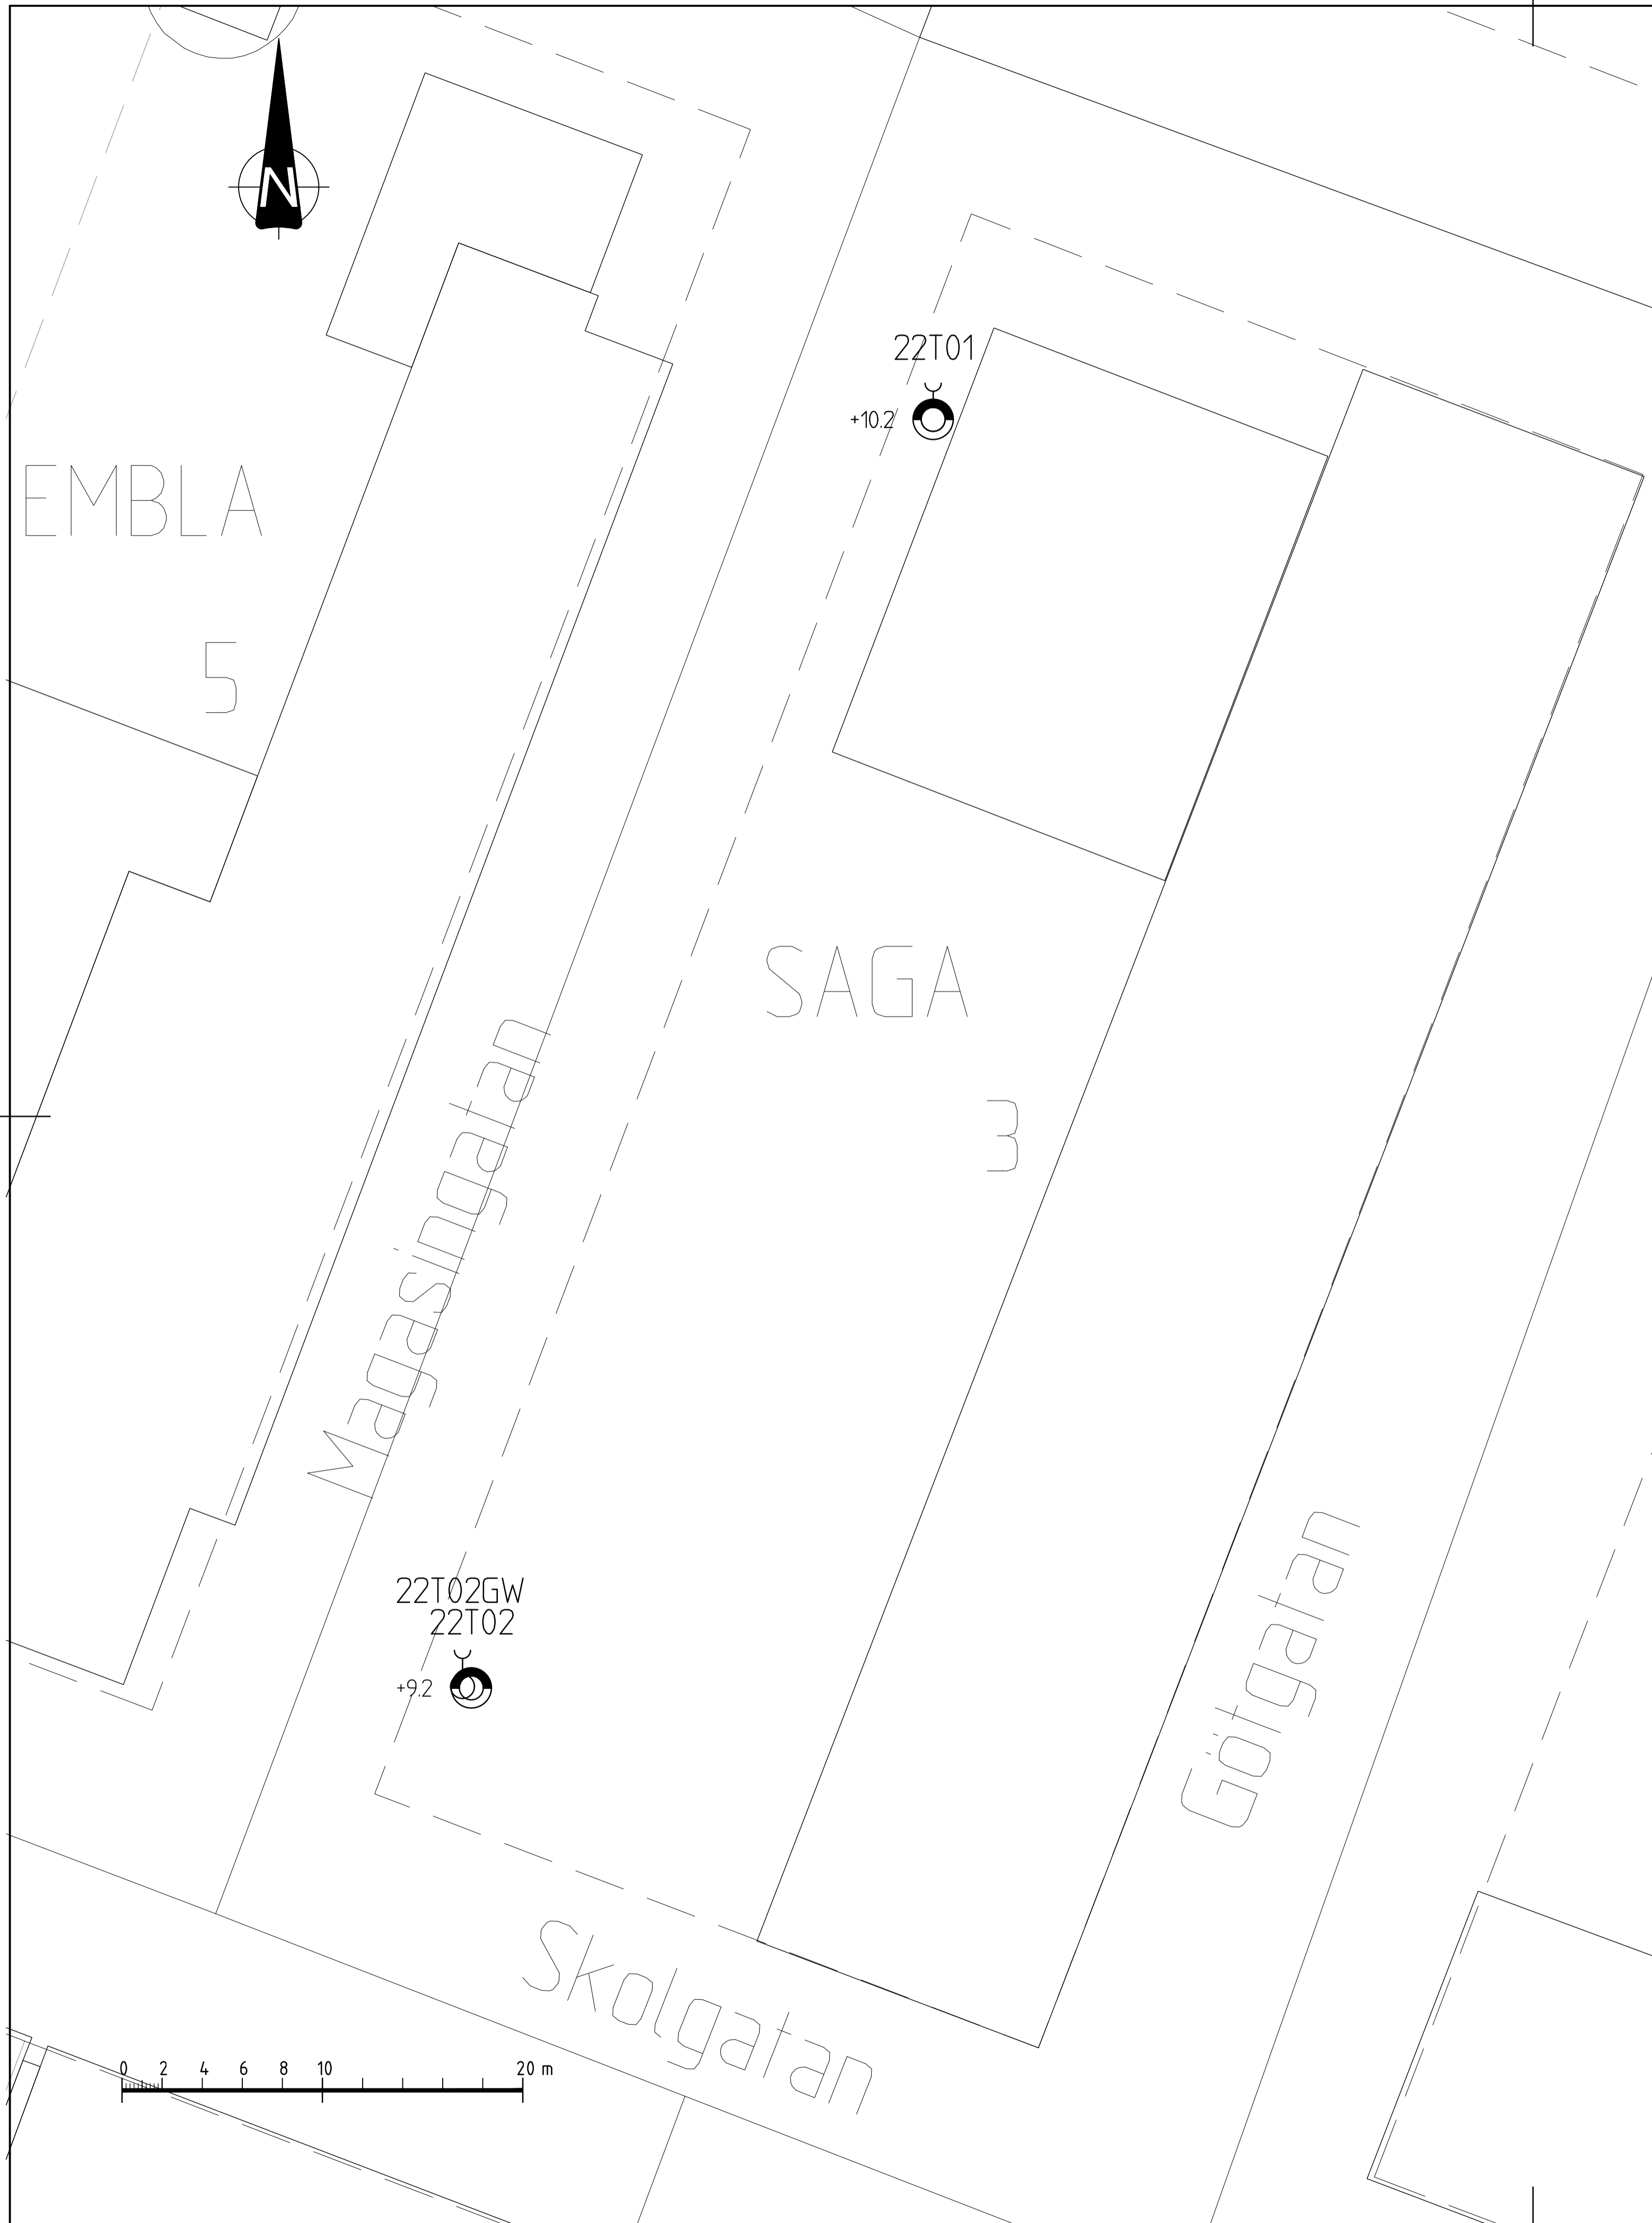 N
22T01
+10.2
EMBLA
5
SAGA
3
Magasingatan
Götgatan
22T02GW
22T02
+9.2
Skolgatan
0 2 4 6 8 10 20 m